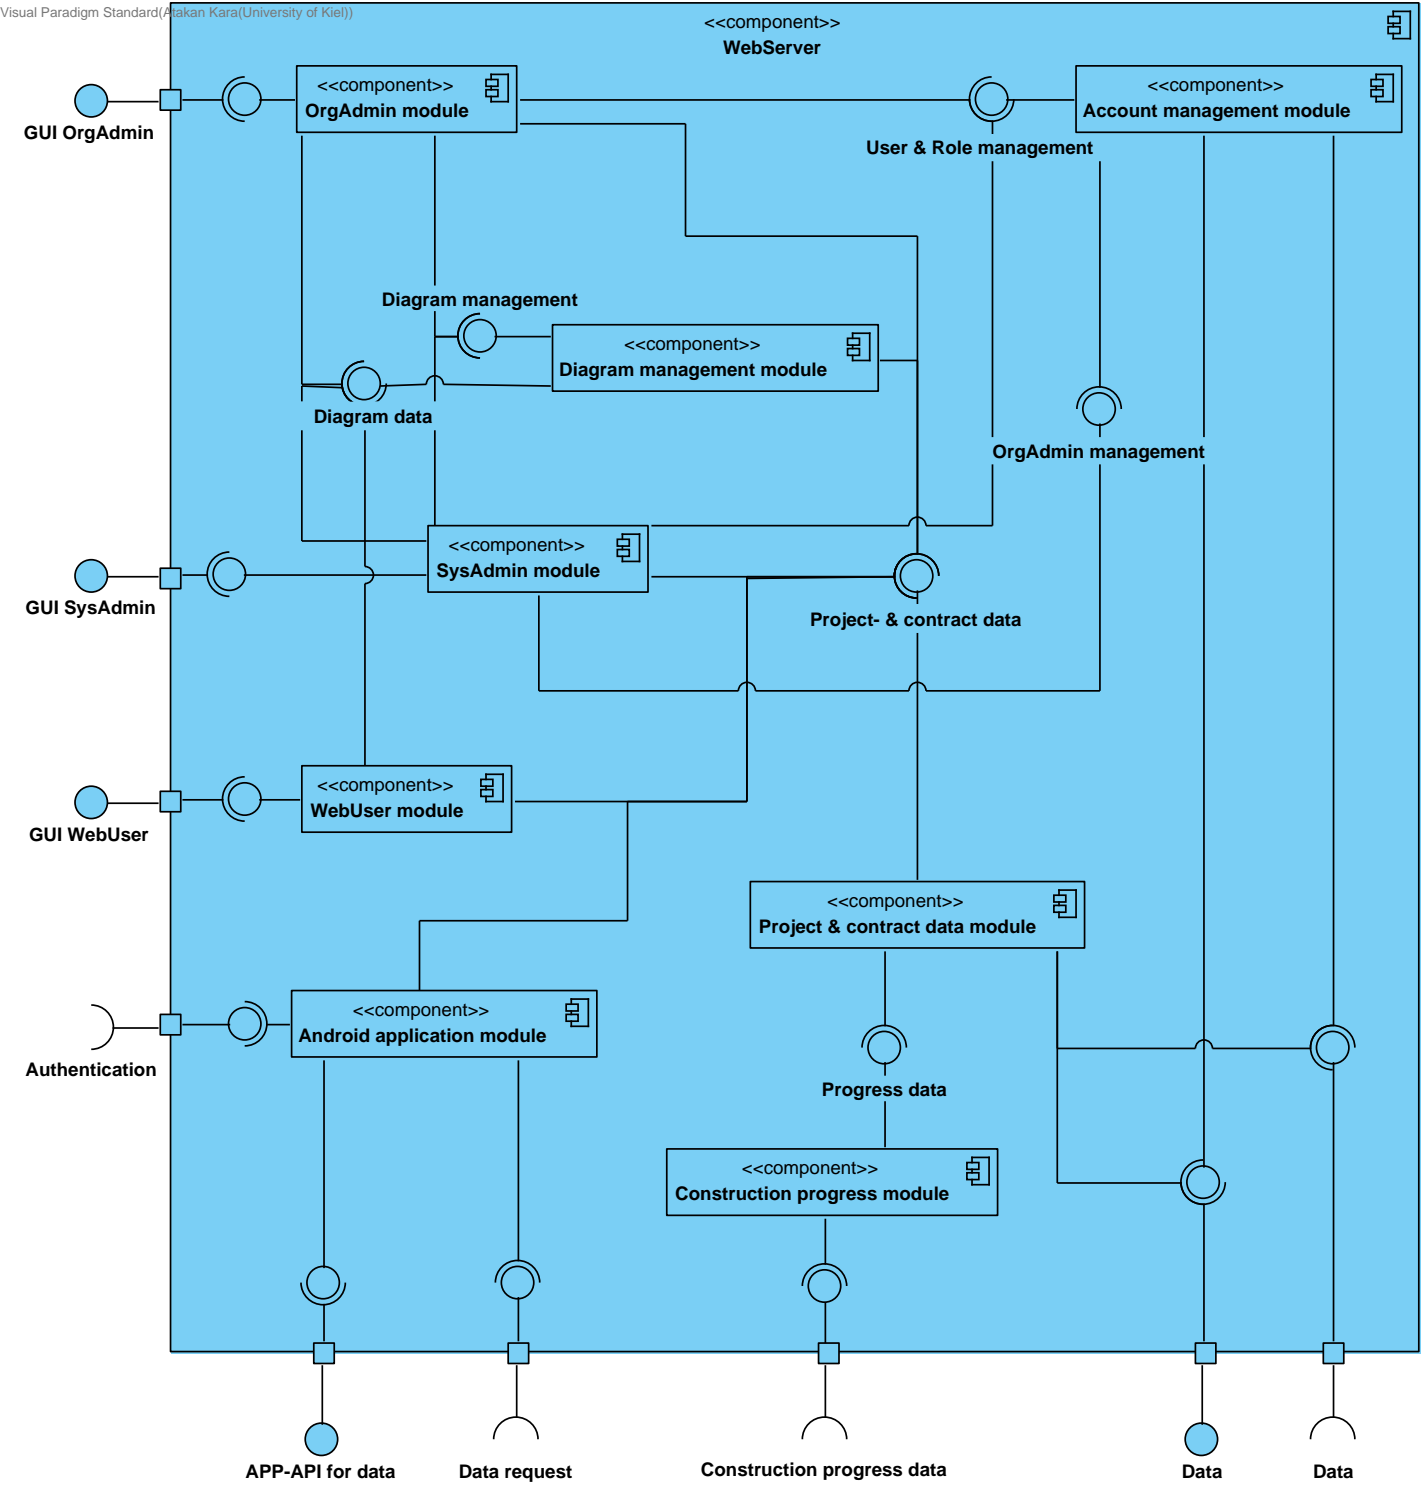 Visual Paradigm Standard(Atakan Kara(University of Kiel))
<<component>>
WebServer
<<component>>
OrgAdmin module
<<component>>
Account management module
GUI OrgAdmin
User & Role management
Diagram management
<<component>>
Diagram management module
Diagram data
OrgAdmin management
<<component>>
SysAdmin module
GUI SysAdmin
Project- & contract data
<<component>>
WebUser module
GUI WebUser
<<component>>
Project & contract data module
<<component>>
Android application module
Authentication
Progress data
<<component>>
Construction progress module
APP-API for data
Data request
Construction progress data
Data
Data